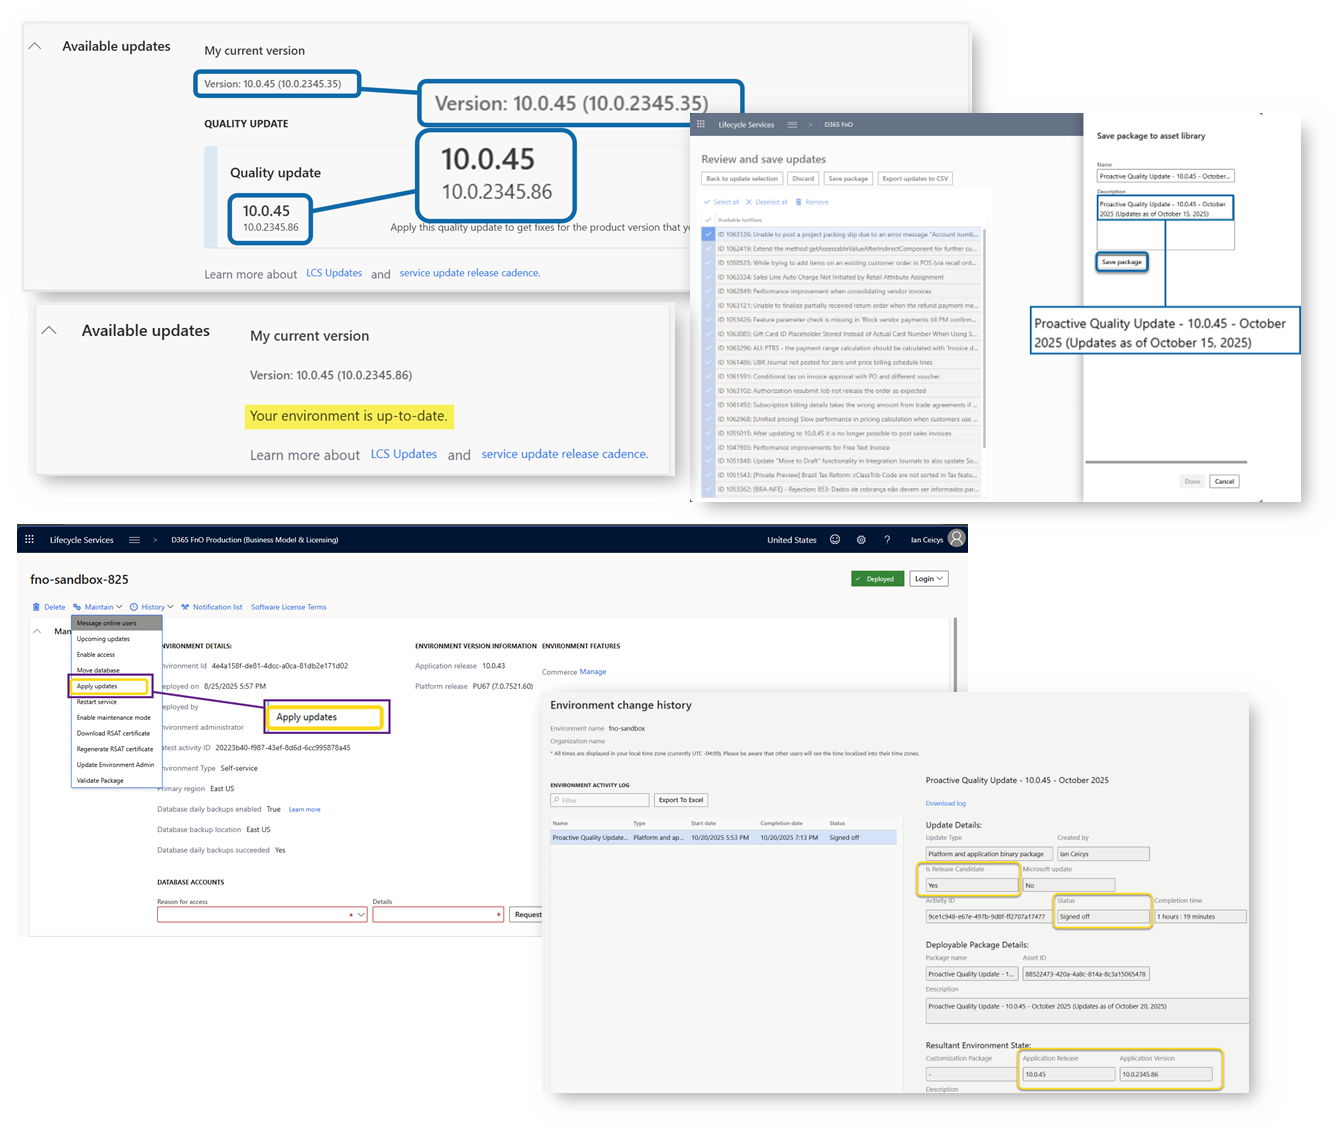 Available updates
My current version
Version: 10.0.45 (10.0.2345.35)
Version: 10.0.45 (10.0.2345.35)
QUALITY UPDATE
Quality update
10.0.45
10.0.2345.86
10.0.45
10.0.2345.86
Apply this quality update to get fixes for the product version that
Learn more about LCS Updates and service update release cadence.
Available updates
My current version
Version: 10.0.45 (10.0.2345.86)
Your environment is up-to-date.
Learn more about LCS Updates and service update release cadence.
Lifecycle Services > D365 FnO
Review and save updates
Back to update selection Discard Save package Export updates to CSV
Select all Deselect all Remove
Available hotfixes
ID 1063126: Unable to post a project packing slip due to an error message "Account numb...
ID 1062419: Extend the method getAssessableValueAfterIndirectComponent for further cu...
ID 1050525: While trying to add items on an existing customer order in POS (via recall ord...
ID 1063334: Sales Line Auto Charge Not Initiated by Retail Attribute Assignment
ID 1062849: Performance improvement when consolidating vendor invoices
ID 1063121: Unable to finalize partially received return order when the refund payment me...
ID 1053426: Feature parameter check is missing in 'Block vendor payments till PM confirm...
ID 1063085: Gift Card ID Placeholder Stored Instead of Actual Card Number When Using S...
ID 1063296: AU: PTRS - the payment range calculation should be calculated with 'Invoice d...
ID 1061486: UBR Journal not posted for zero unit price billing schedule lines
ID 1061591: Conditional tax on invoice approval with PO and different voucher
ID 1063102: Authorization resubmit Job not release the order as expected
ID 1061492: Subscription billing details takes the wrong amount from trade agreements if ...
ID 1062968: [Unified pricing] Slow performance in pricing calculation when customers use ...
ID 1055015: After updating to 10.0.45 it is no longer possible to post sales invoices
ID 1047935: Performance improvements for Free Text Invoice
ID 1051848: Update "Move to Draft" functionality in Integration Journals to also update So...
ID 1051543: [Private Preview] Brazil Tax Reform: cClassTrib Code are not sorted in Tax featu...
ID 1053362: [BRA-NFE] - Rejection: 853: Dados de cobrança não devem ser informados par...
Save package to asset library
Name
Proactive Quality Update - 10.0.45 - October...
Description
Proactive Quality Update - 10.0.45 - October
2025 (Updates as of October 15, 2025)
Save package
Proactive Quality Update - 10.0.45 - October
2025 (Updates as of October 15, 2025)
Done Cancel
Lifecycle Services > D365 FnO Production (Business Model & Licensing) United States ? Ian Ceicys
fno-sandbox-825
Deployed Login
Delete Maintain History Notification list Software License Terms
Man
Message online users
Upcoming updates
Enable access
Move database
Apply updates
Restart service
Enable maintenance mode
Download RSAT certificate
Regenerate RSAT certificate
Update Environment Admin
Validate Package
Apply updates
NVIRONMENT DETAILS:
nvironment Id 4e4a158f-de81-4dcc-a0ca-81db2e171d02
eployed on 8/25/2025 5:57 PM
eployed by
nvironment administrator
atest activity ID 20223b40-f987-43ef-8d6d-6cc995878a45
nvironment Type Self-service
rimary region East US
Database daily backups enabled True Learn more
Database backup location East US
Database daily backups succeeded Yes
DATABASE ACCOUNTS
Reason for access Details
* * Request
ENVIRONMENT VERSION INFORMATION
Application release 10.0.43
Platform release PU67 (7.0.7521.60)
ENVIRONMENT FEATURES
Commerce Manage
Environment change history
Environment name fno-sandbox
Organization name
* All times are displayed in your local time zone (currently UTC -04:00). Please be aware that other users will see the time localized into their time zones.
ENVIRONMENT ACTIVITY LOG
Filter Export To Excel
Name Type Start date Completion date Status
Proactive Quality Update... Platform and ap... 10/20/2025 5:53 PM 10/20/2025 7:13 PM Signed off
Proactive Quality Update - 10.0.45 - October 2025
Download log
Update Details:
Update Type Created by
Platform and application binary package Ian Ceicys
Is Release Candidate Microsoft update
Yes No
Activity ID Status Completion time
9ce1c948-e67e-497b-9d8f-ff2707a17477 Signed off 1 hours : 19 minutes
Deployable Package Details:
Package name Asset ID
Proactive Quality Update - 1... 88522473-420a-4a8c-814a-8c3a15065478
Description
Proactive Quality Update - 10.0.45 - October 2025 (Updates as of October 20, 2025)
Resultant Environment State:
Customization Package Application Release Application Version
- 10.0.45 10.0.2345.86
Description